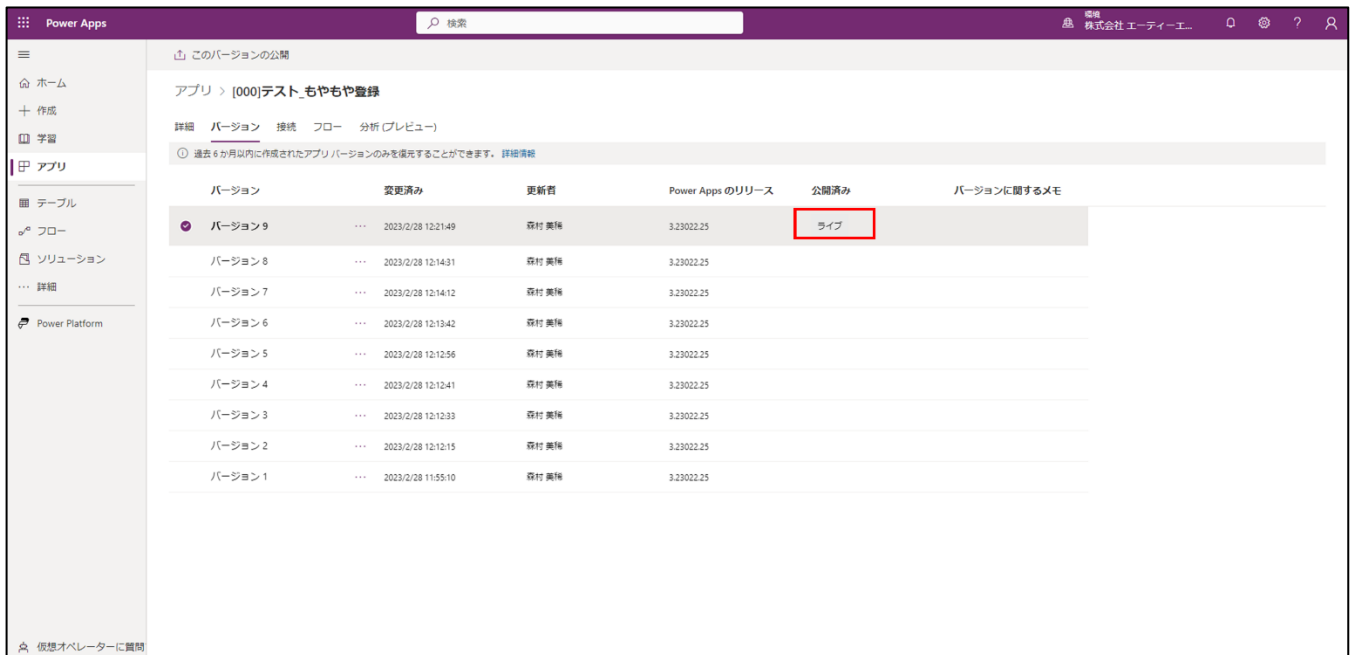 Power Apps
検索
環境
株式会社 エーティーエ...
?
このバージョンの公開
ホーム
作成
学習
アプリ
テーブル
フロー
ソリューション
詳細
Power Platform
仮想オペレーターに質問
アプリ > [000]テスト_もやもや登録
詳細 バージョン 接続 フロー 分析 (プレビュー)
過去 6 か月以内に作成されたアプリ バージョンのみを復元することができます。 詳細情報
バージョン 変更済み 更新者 Power Apps のリリース 公開済み バージョンに関するメモ
バージョン 9 ... 2023/2/28 12:21:49 森村 美稀 3.23022.25 ライブ
バージョン 8 ... 2023/2/28 12:14:31 森村 美稀 3.23022.25
バージョン 7 ... 2023/2/28 12:14:12 森村 美稀 3.23022.25
バージョン 6 ... 2023/2/28 12:13:42 森村 美稀 3.23022.25
バージョン 5 ... 2023/2/28 12:12:56 森村 美稀 3.23022.25
バージョン 4 ... 2023/2/28 12:12:41 森村 美稀 3.23022.25
バージョン 3 ... 2023/2/28 12:12:33 森村 美稀 3.23022.25
バージョン 2 ... 2023/2/28 12:12:15 森村 美稀 3.23022.25
バージョン 1 ... 2023/2/28 11:55:10 森村 美稀 3.23022.25